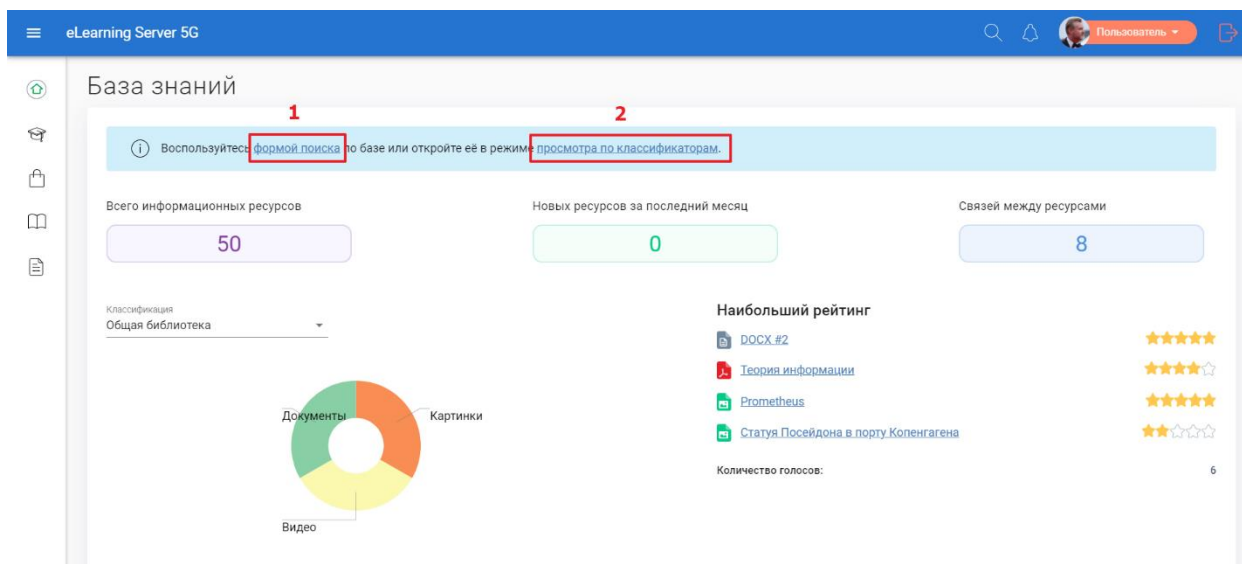 eLearning Server 5G
Пользователь
База знаний
1
2
Воспользуйтесь формой поиска по базе или откройте её в режиме просмотра по классификаторам.
Всего информационных ресурсов
Новых ресурсов за последний месяц
Связей между ресурсами
50
0
8
Классификация
Общая библиотека
Наибольший рейтинг
DOCX #2
Теория информации
Prometheus
Статуя Посейдона в порту Копенгагена
Количество голосов: 6
Документы
Картинки
Видео